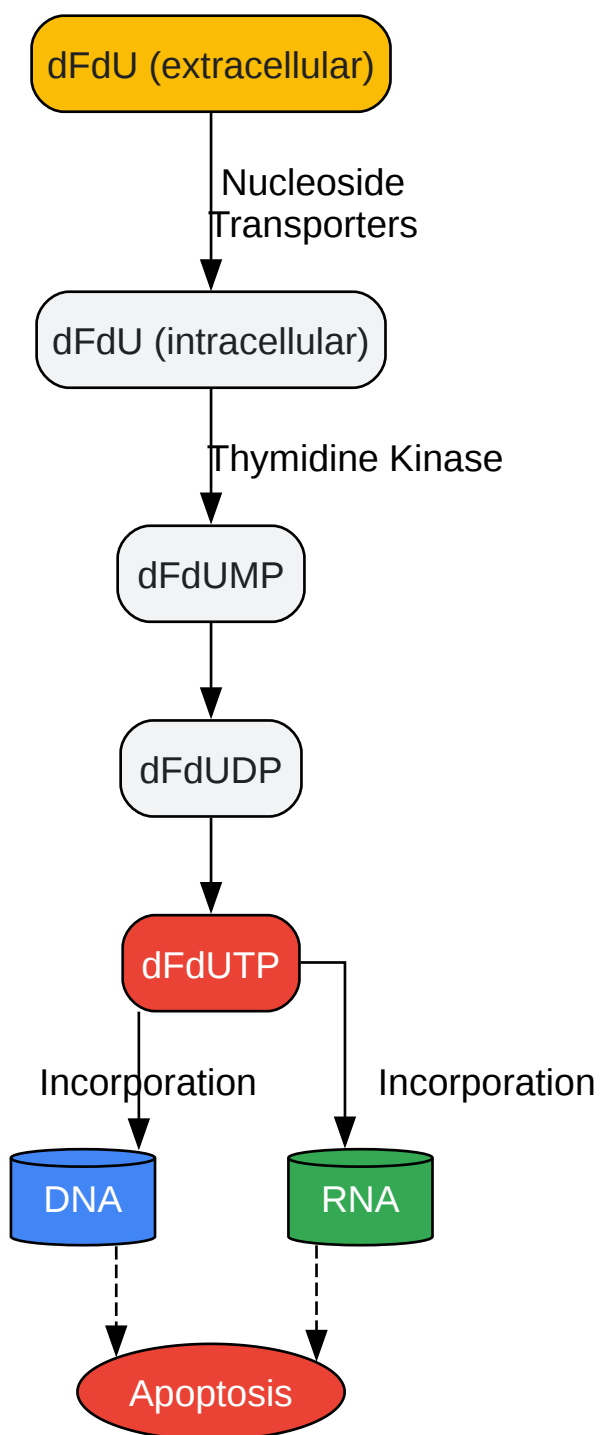 dFdU (extracellular)
Nucleoside
Transporters
dFdU (intracellular)
Thymidine Kinase
dFdUMP
dFdUDP
dFdUTP
Incorporation
Incorporation
DNA
RNA
Apoptosis